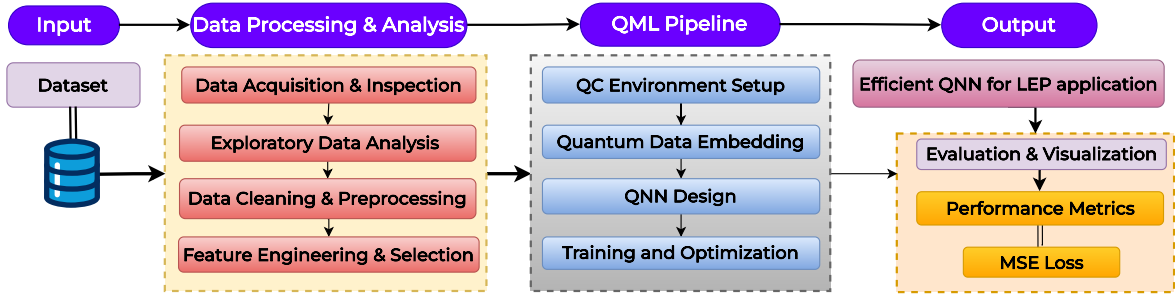 Input
Data Processing & Analysis
QML Pipeline
Output
Dataset
Data Acquisition & Inspection
Exploratory Data Analysis
Data Cleaning & Preprocessing
Feature Engineering & Selection
QC Environment Setup
Quantum Data Embedding
QNN Design
Training and Optimization
Efficient QNN for LEP application
Evaluation & Visualization
Performance Metrics
MSE Loss